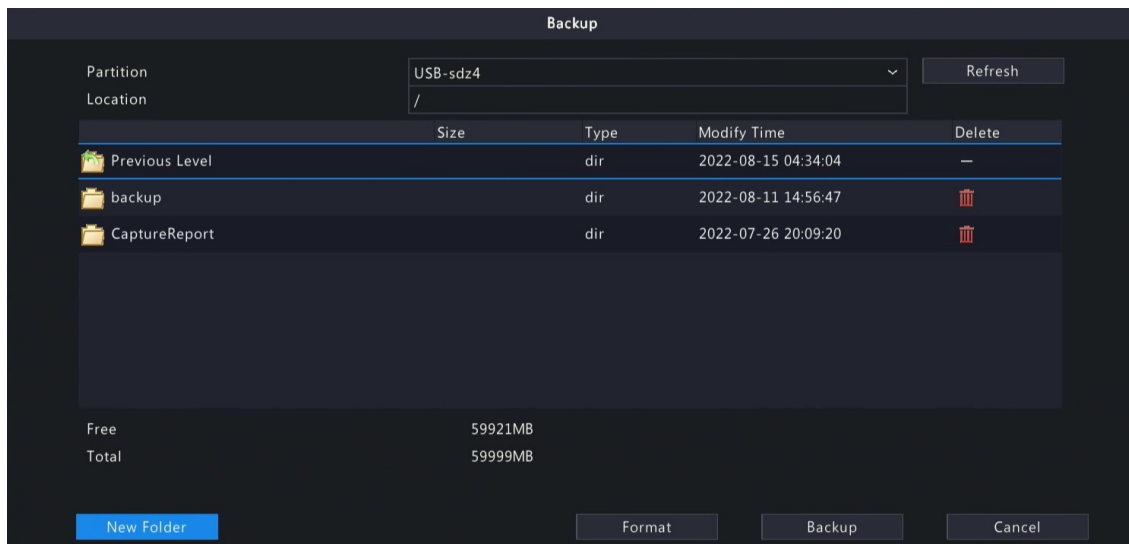 Backup
Partition USB-sdz4 Refresh
Location /
Size Type Modify Time Delete
Previous Level dir 2022-08-15 04:34:04 —
backup dir 2022-08-11 14:56:47
CaptureReport dir 2022-07-26 20:09:20
Free 59921MB
Total 59999MB
New Folder Format Backup Cancel